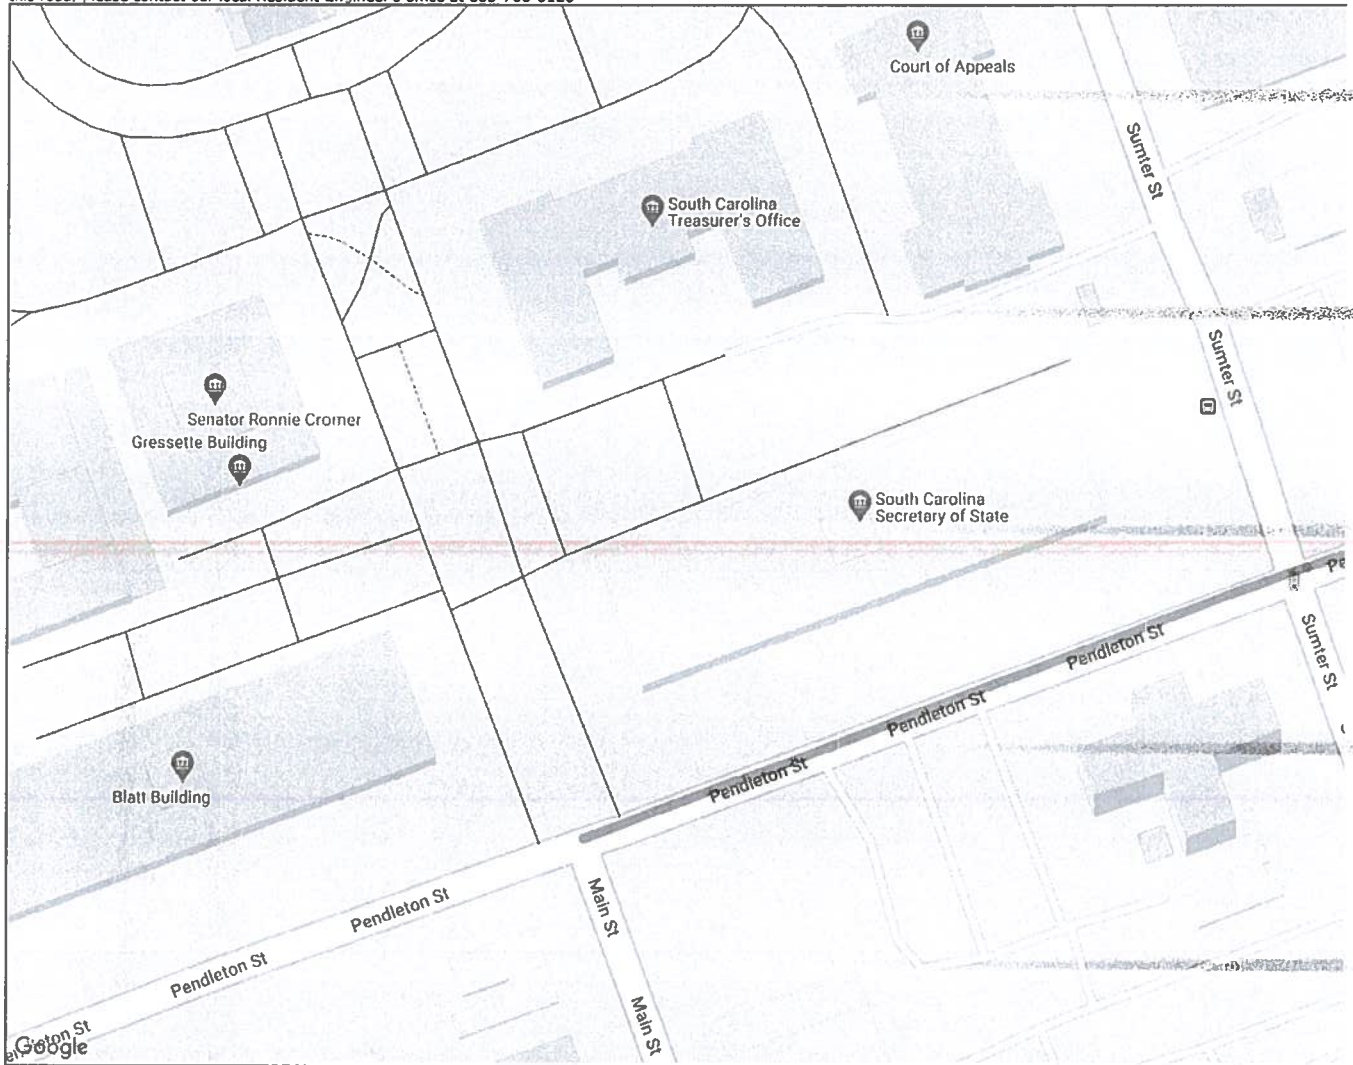 Court of Appeals
Sumter St
South Carolina
Treasurer's Office
Sumter St
Senator Ronnie Cromer
Gressette Building
South Carolina
Secretary of State
Pendleton St
Sumter St
Pendleton St
Pendleton St
Blatt Building
Main St
Pendleton St
Pendleton St
Main St
Google